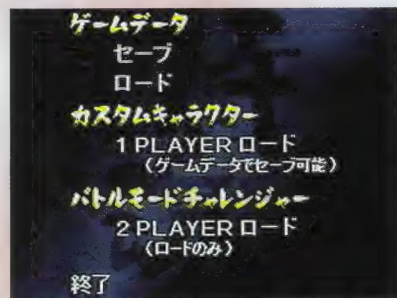 ゲームデータ
セーブ
ロード
カスタムキャラクター
1 PLAYER ロード
(ゲームデータでセーブ可能)
バトルモードチャレンジャー
2 PLAYER ロード
(ロードのみ)
終了